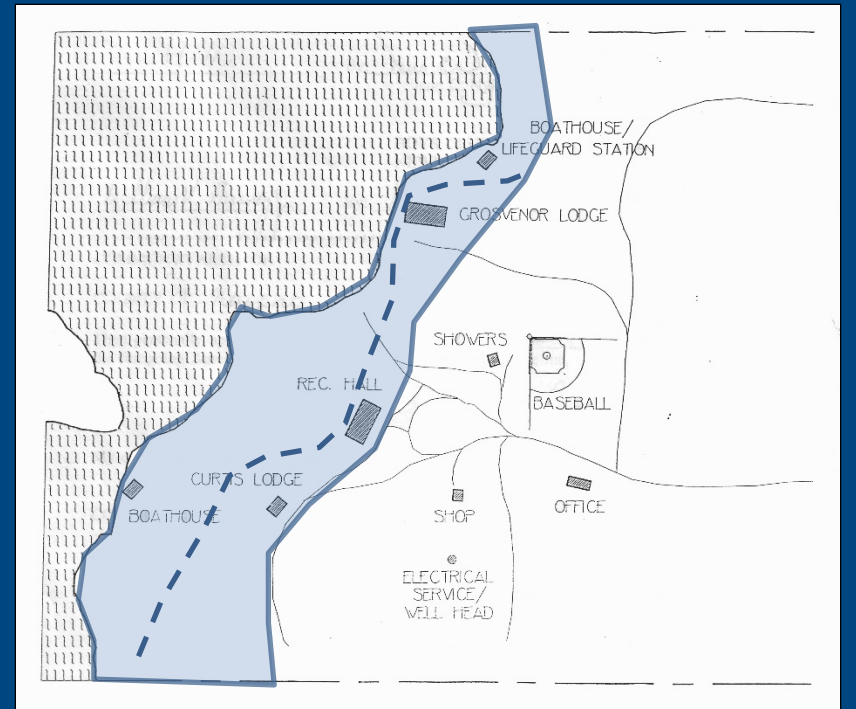 BOATHOUSE/
LIFEGUARD STATION
GROSVENOR LODGE
SHOWERS
REC. HALL
BASEBALL
CURTIS LODGE
BOATHOUSE
SHOP
OFFICE
ELECTRICAL
SERVICE/
WELL HEAD